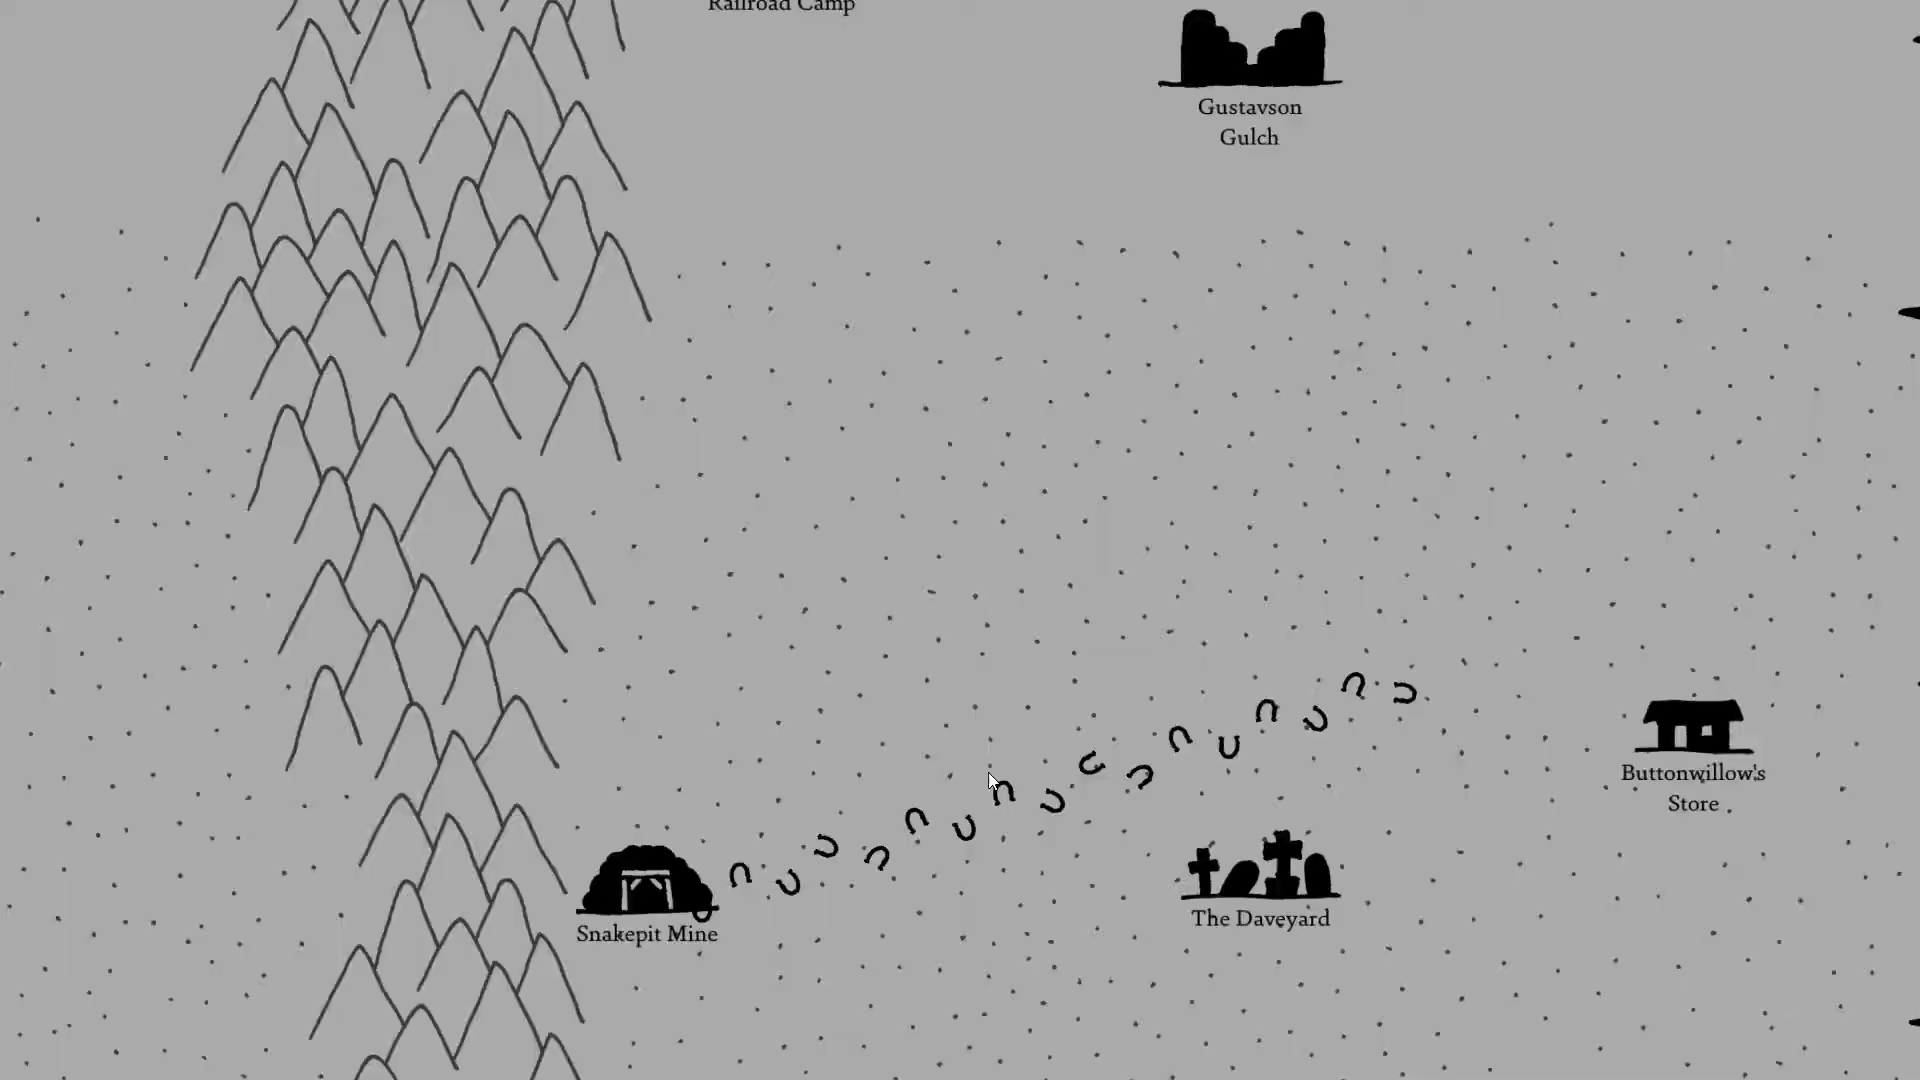 Railroad Camp
Gustavson
Gulch
Buttonwillow's
Store
The Daveyard
Snakepit Mine